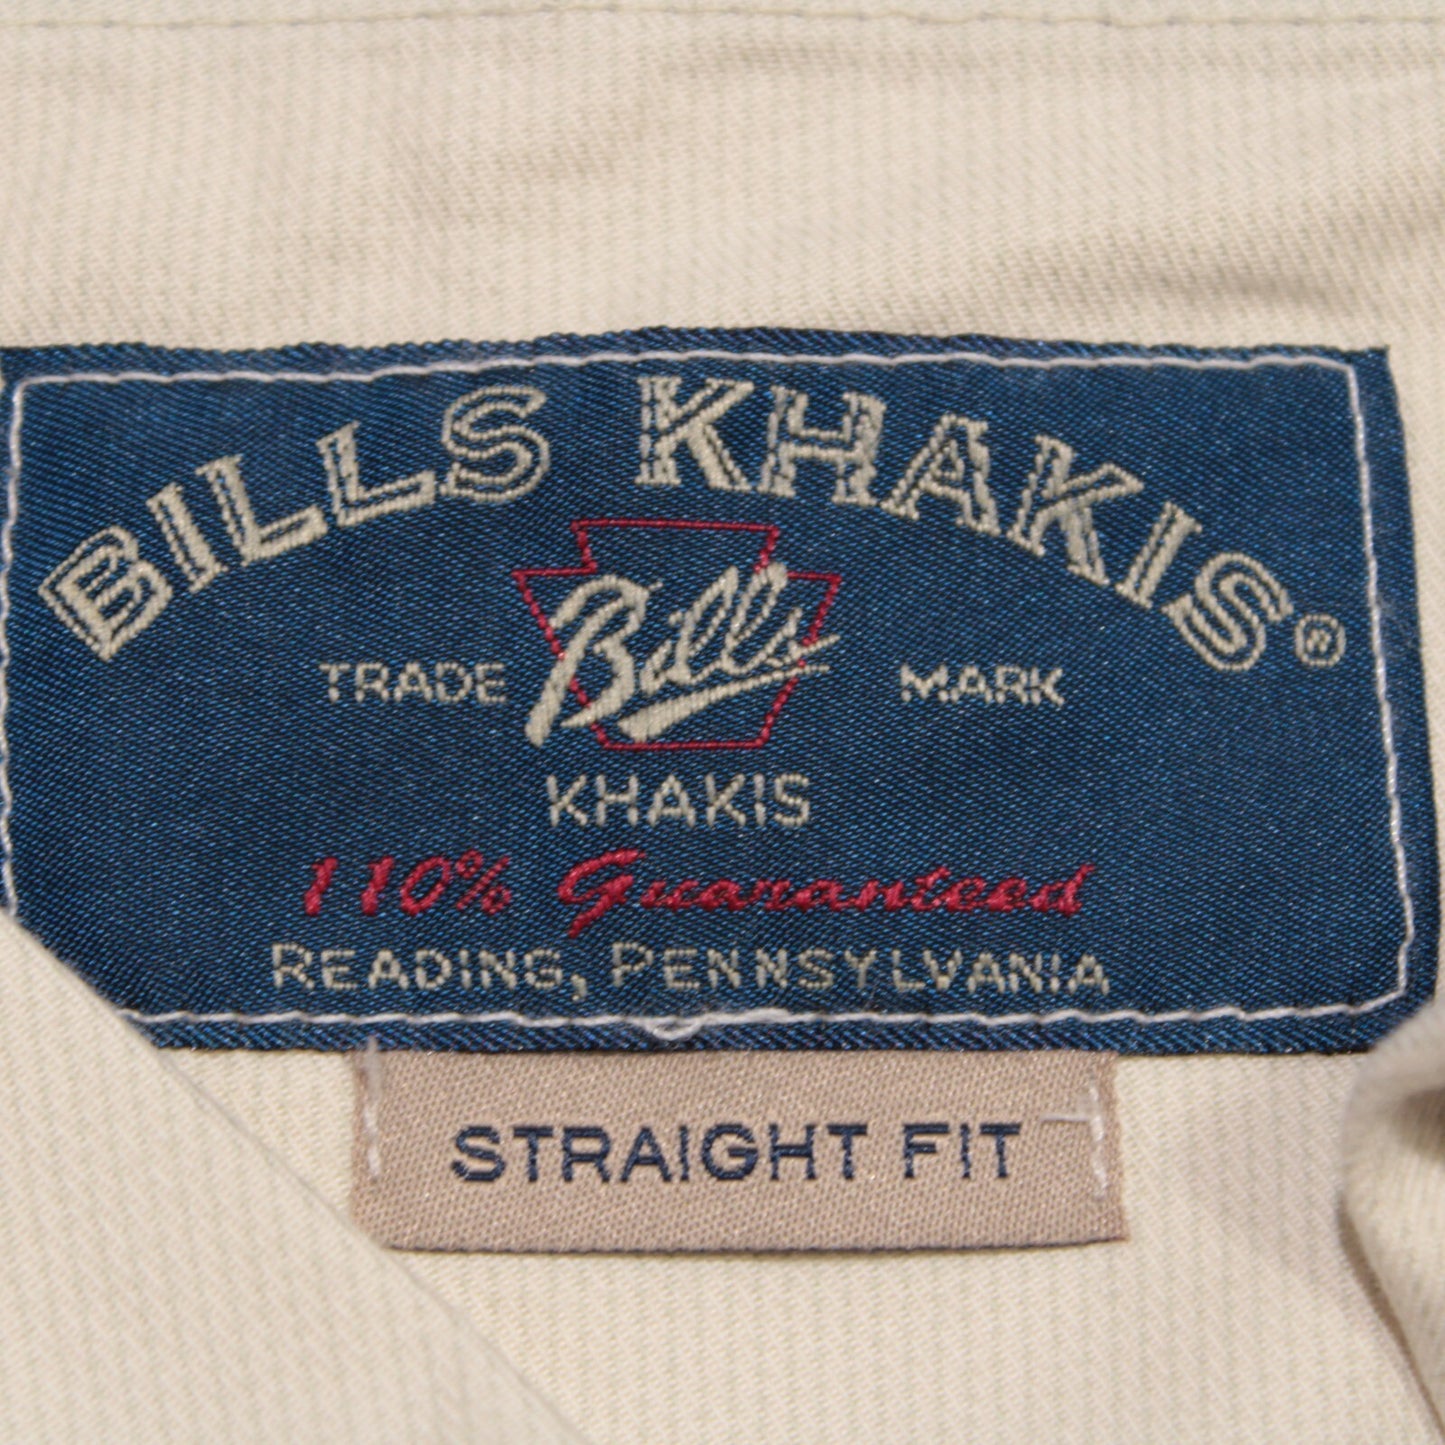 BILLS KHAKIS®
TRADE Bills MARK
KHAKIS
110% Guaranteed
READING, PENNSYLVANIA
STRAIGHT FIT